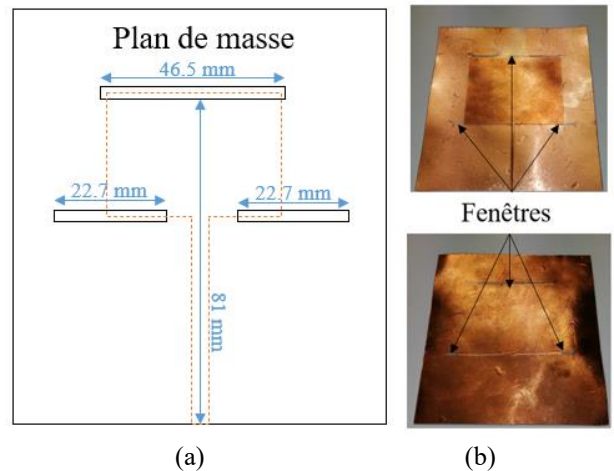 Plan de masse
46.5 mm
22.7 mm
22.7 mm
81 mm
Fenêtres
(a)
(b)